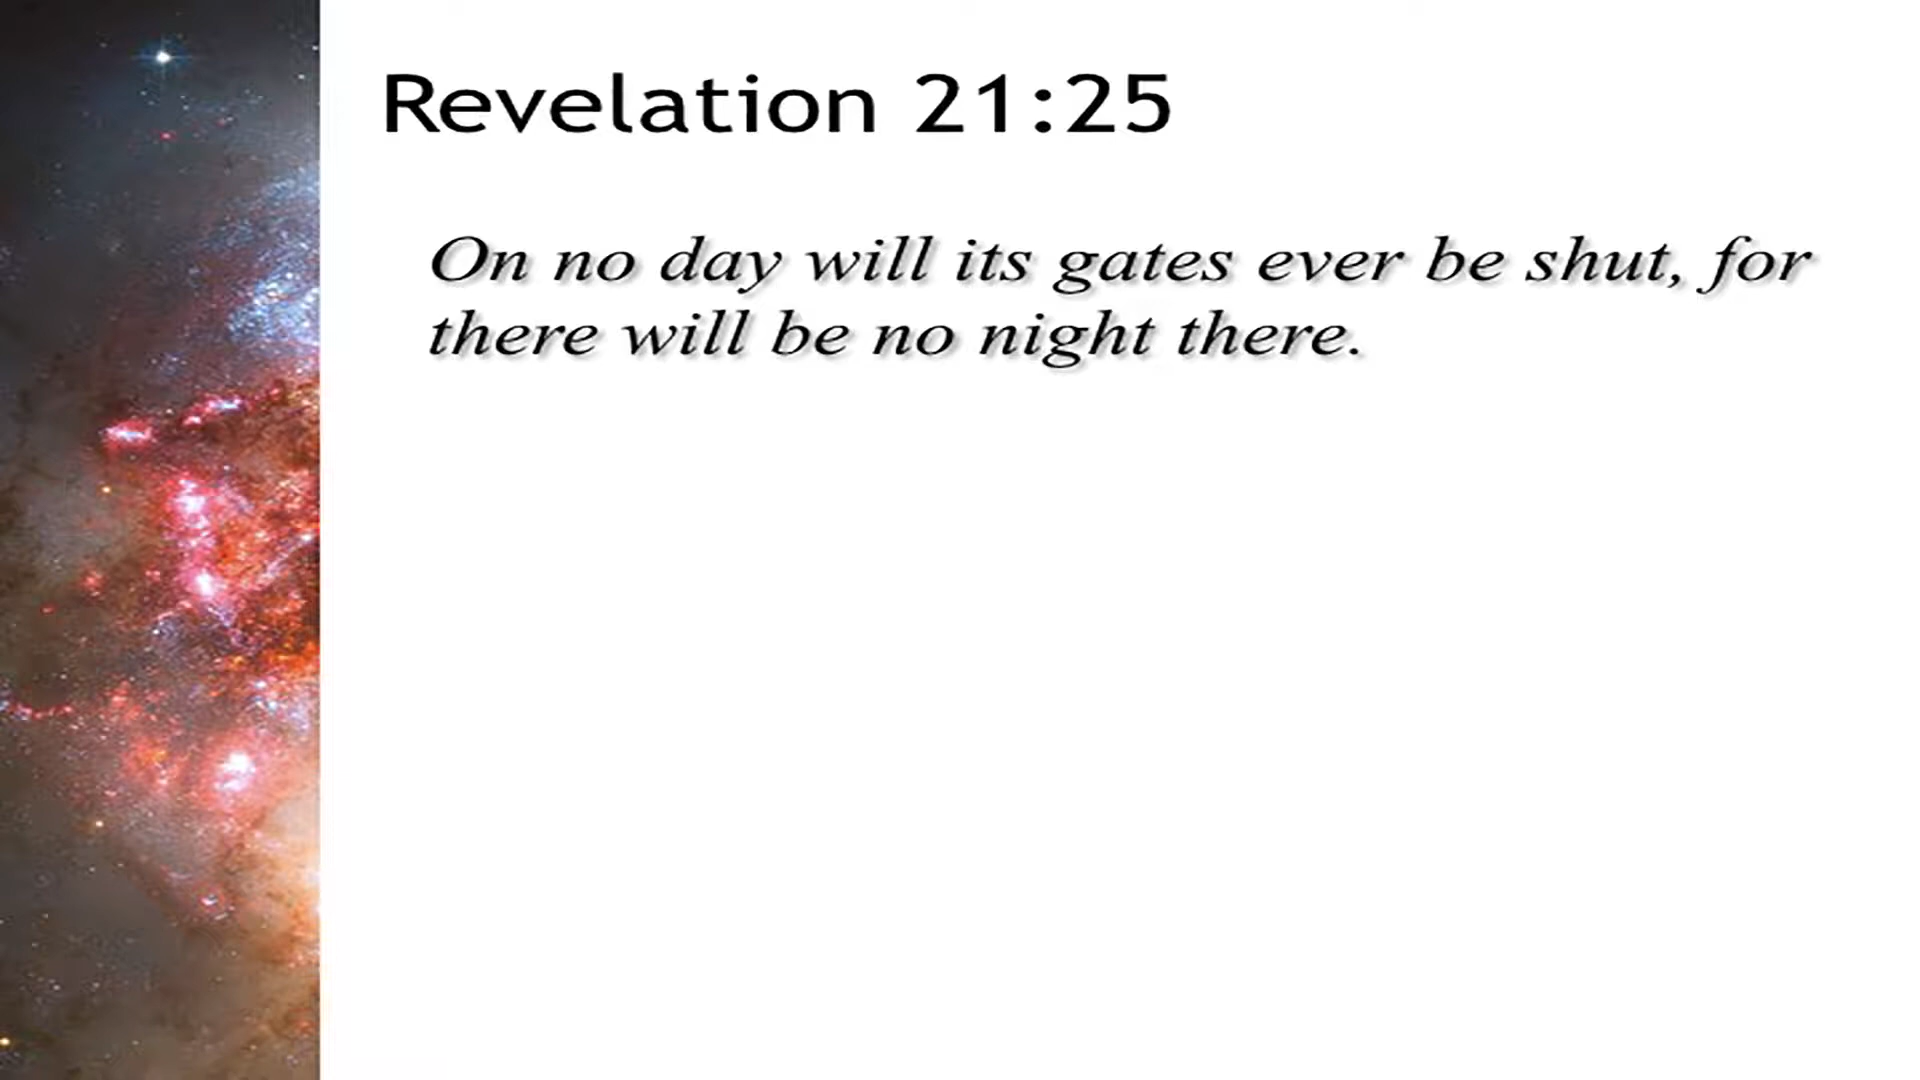 Revelation 21:25
On no day will its gates ever be shut, for
there will be no night there.